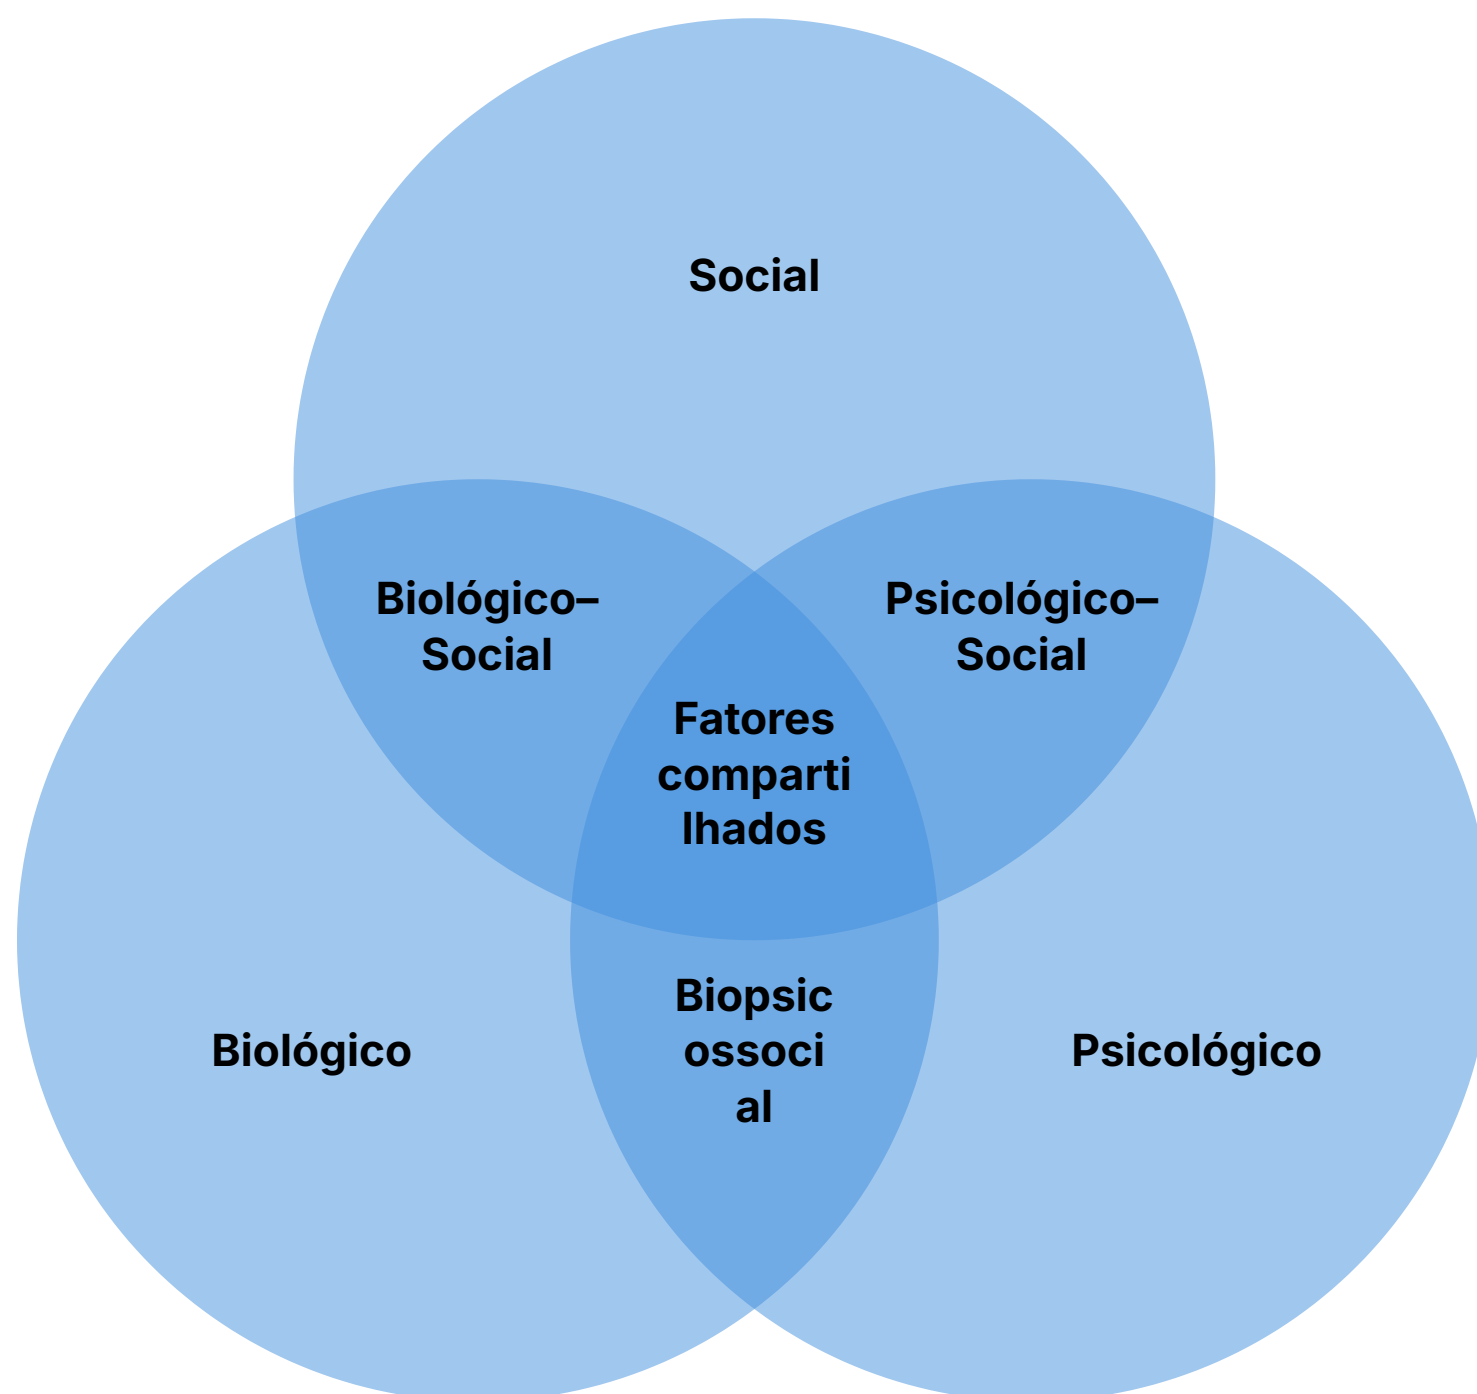 Social
Biológico–
Social
Psicológico–
Social
Fatores
comparti
lhados
Biopsic
ossoci
al
Biológico
Psicológico